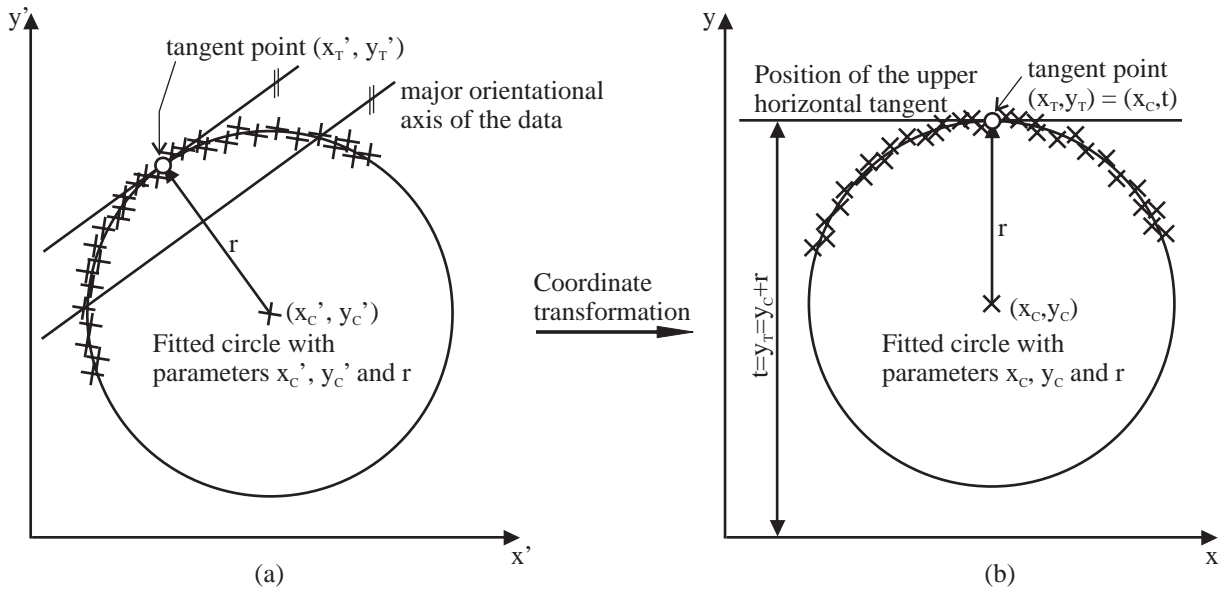 y’
tangent point (x_T’, y_T’)
major orientational
axis of the data
r
(x_C’, y_C’)
Fitted circle with
parameters x_C’, y_C’ and r
x’
(a)
Coordinate
transformation
y
Position of the upper
horizontal tangent
tangent point
(x_T,y_T) = (x_C,t)
r
t=y_T=y_C+r
(x_C,y_C)
Fitted circle with
parameters x_C, y_C and r
x
(b)